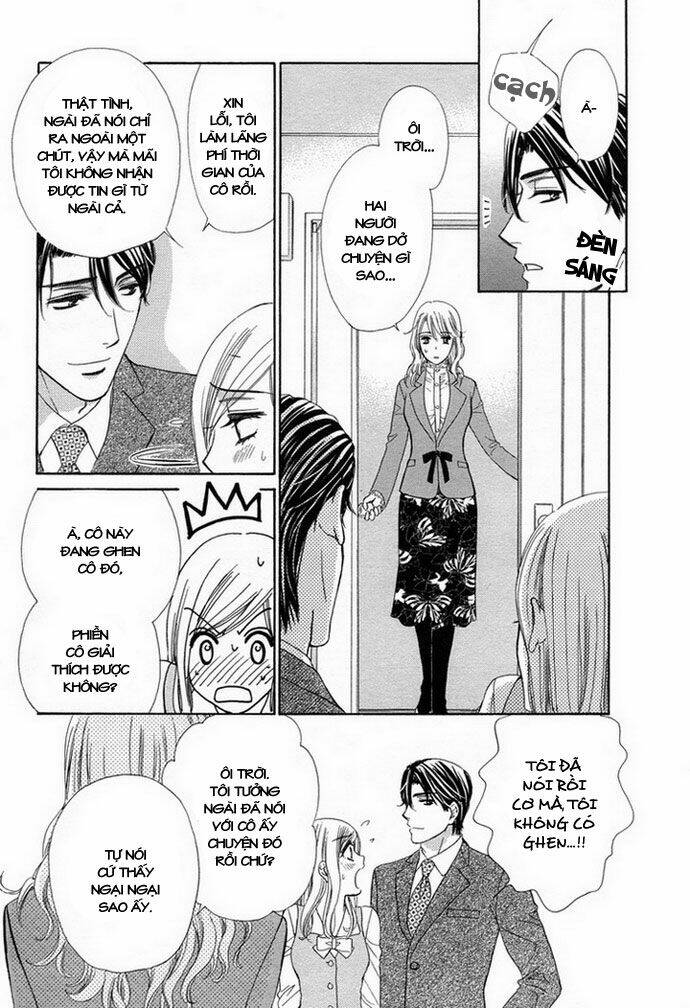 À-
cạch
ĐÈN
SÁNG
ÔI
TRỜI...
HAI
NGƯỜI
ĐANG DỞ
CHUYỆN GÌ
SAO...
XIN
LỖI, TÔI
LÀM LÃNG
PHÍ THỜI
GIAN CỦA
CÔ RỒI.
THẬT TÌNH,
NGÀI ĐÃ NÓI CHỈ
RA NGOÀI MỘT
CHÚT, VẬY MÀ MÃI
TÔI KHÔNG NHẬN
ĐƯỢC TIN GÌ TỪ
NGÀI CẢ.
À, CÔ NÀY
ĐANG GHEN
CÔ ĐÓ,
PHIỀN
CÔ GIẢI
THÍCH ĐƯỢC
KHÔNG?
TÔI ĐÃ
NÓI RỒI
CƠ MÀ, TÔI
KHÔNG CÓ
GHEN...!!
ÔI TRỜI.
TÔI TƯỞNG
NGÀI ĐÃ NÓI
VỚI CÔ ẤY
CHUYỆN ĐÓ
RỒI CHỨ?
TỰ NÓI
CỨ THẤY
NGẠI NGẠI
SAO ẤY.